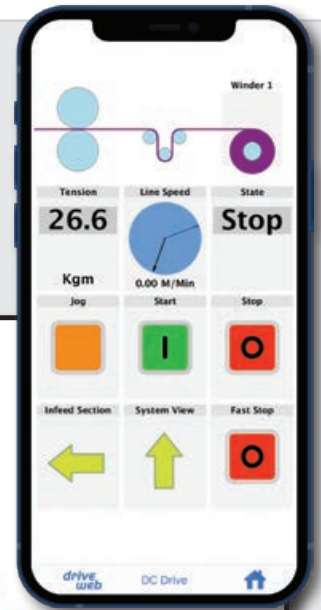 Winder 1
Tension Line Speed State
26.6 Stop
Kgm 0.00 M/Min
Jog Start Stop
I O
Infeed Section System View Fast Stop
O
drive web DC Drive